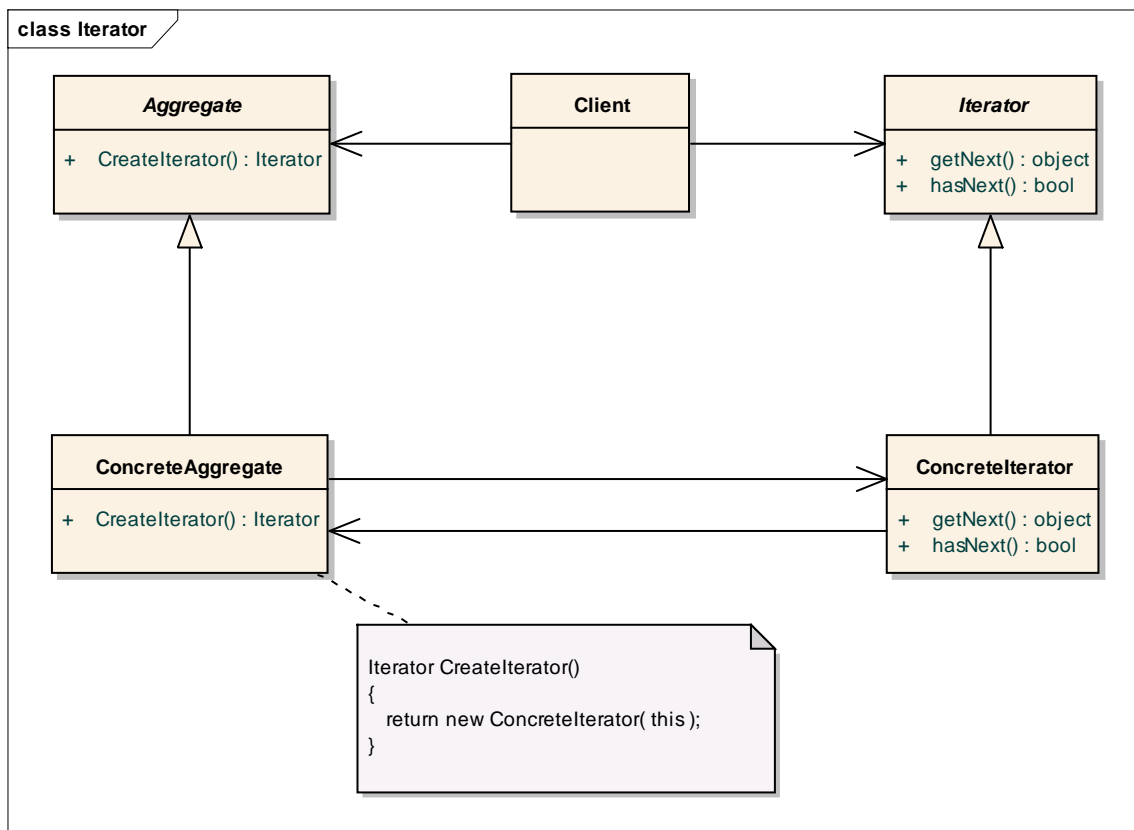 class Iterator
Aggregate
+ CreateIterator() : Iterator
Client
Iterator
+ getNext() : object
+ hasNext() : bool
ConcreteAggregate
+ CreateIterator() : Iterator
ConcreteIterator
+ getNext() : object
+ hasNext() : bool
Iterator CreateIterator()
{
return new ConcreteIterator( this );
}